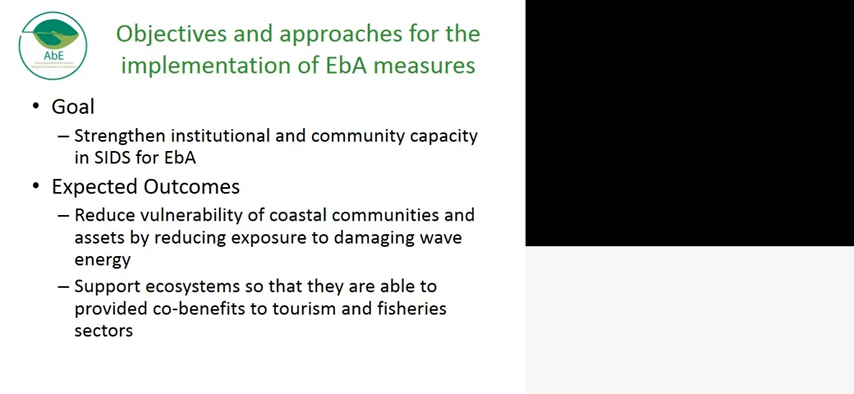 Objectives and approaches for the
implementation of EbA measures
AbE
• Goal
– Strengthen institutional and community capacity
in SIDS for EbA
• Expected Outcomes
– Reduce vulnerability of coastal communities and
assets by reducing exposure to damaging wave
energy
– Support ecosystems so that they are able to
provided co-benefits to tourism and fisheries
sectors